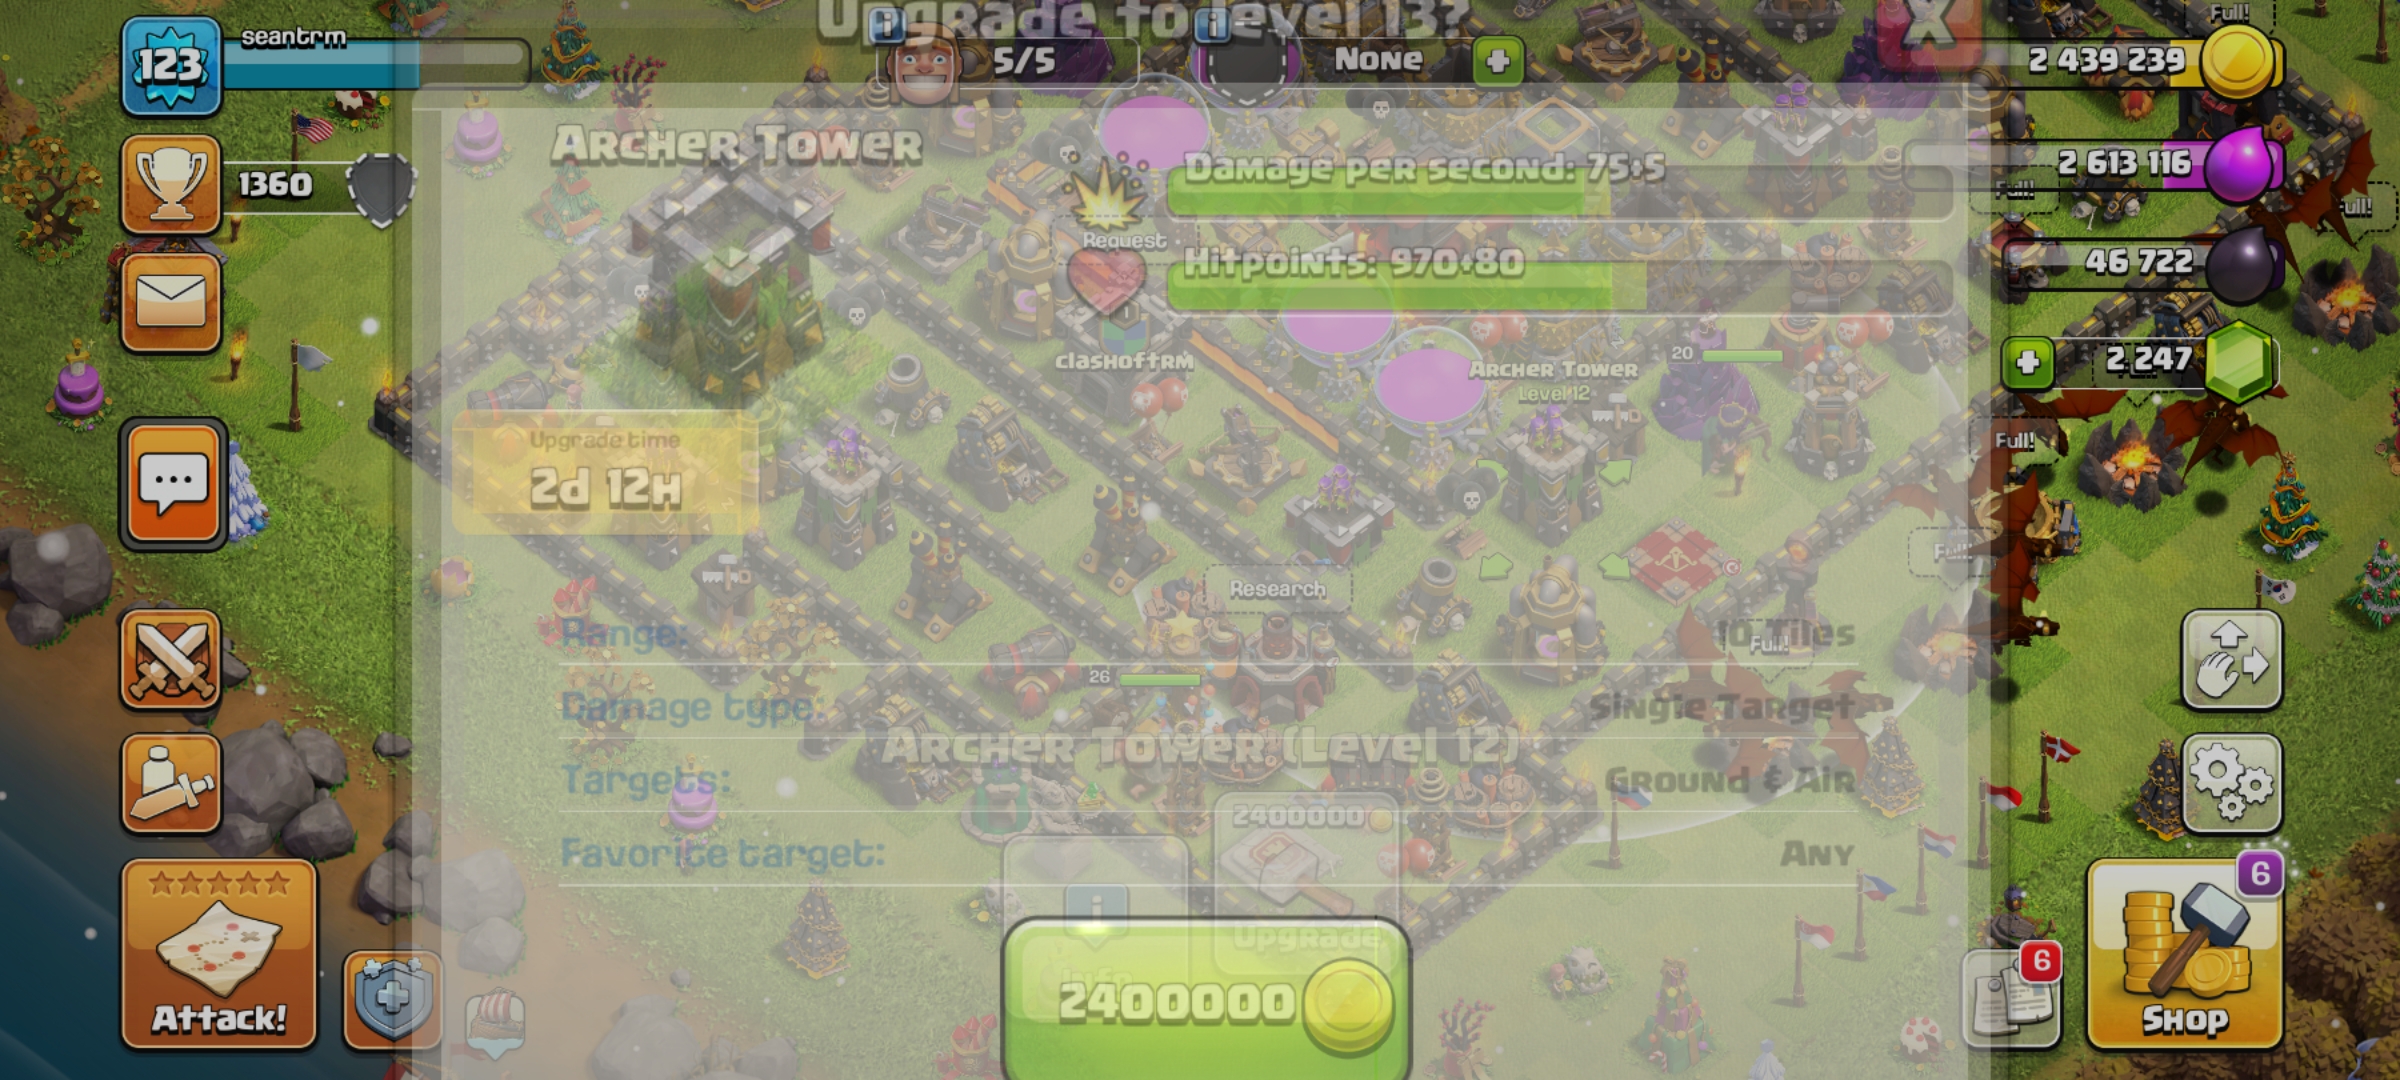 Upgrade to level 13?
123
seantrm
5/5
None
Full!
2 439 239
Archer Tower
Damage per second: 75+5
2 613 116
Full!
1360
Full!
Request
Hitpoints: 970+80
46 722
clashoftrm
20
Archer Tower
Level 12
2 247
Upgrade time
2d 12H
Full!
Full!
Research
Range:
10 Tiles
Full!
26
Damage type:
Single Target
Archer Tower (Level 12)
Targets:
Ground & Air
2400000
Favorite target:
Any
6
Upgrade
Info
2400000
6
Attack!
Shop